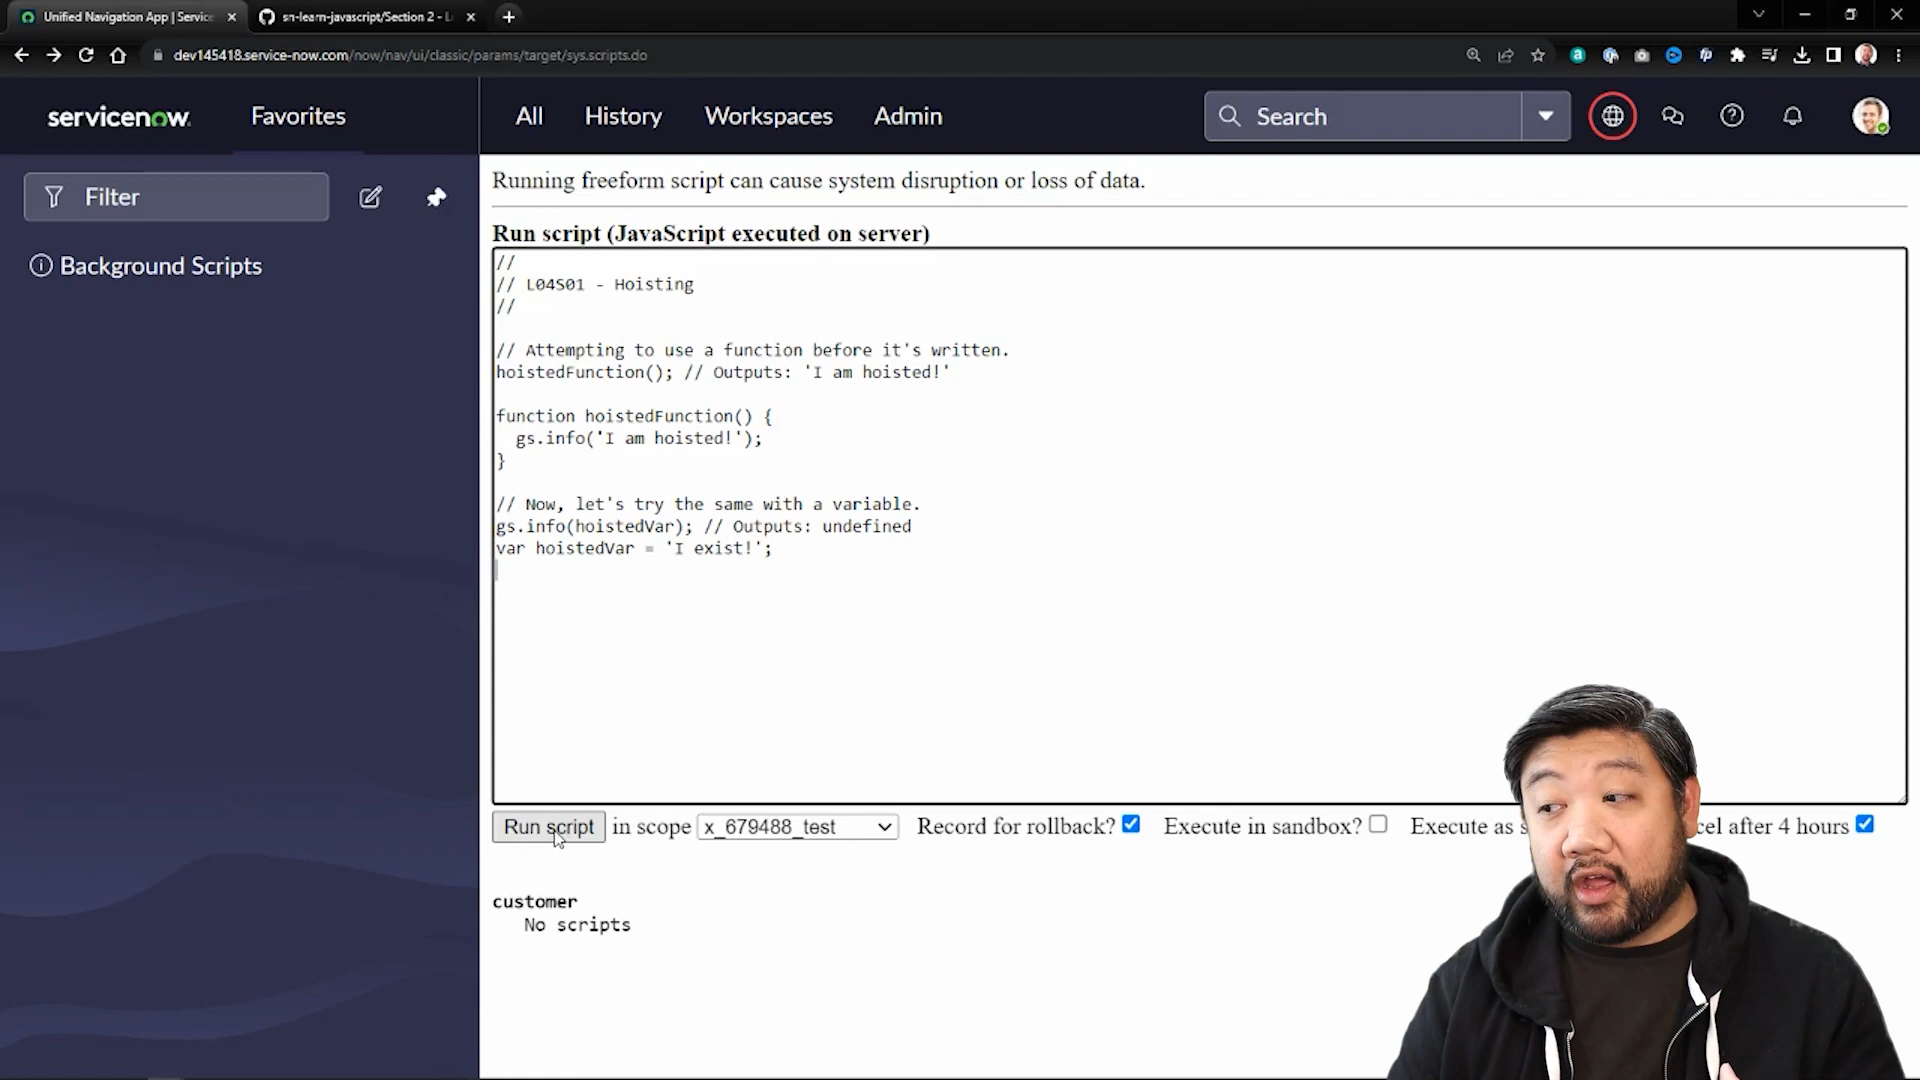 Unified Navigation App | Service
sn-learn-javascript/Section 2 - L
dev145418.service-now.com/now/nav/ui/classic/params/target/sys.scripts.do
servicenow
Favorites
All
History
Workspaces
Admin
Search
Filter
Background Scripts
Running freeform script can cause system disruption or loss of data.
Run script (JavaScript executed on server)
//
// L04S01 - Hoisting
//
// Attempting to use a function before it's written.
hoistedFunction(); // Outputs: 'I am hoisted!'
function hoistedFunction() {
gs.info('I am hoisted!');
}
// Now, let's try the same with a variable.
gs.info(hoistedVar); // Outputs: undefined
var hoistedVar = 'I exist!';
Run script in scope x_679488_test Record for rollback? Execute in sandbox? Execute as after 4 hours
customer
No scripts